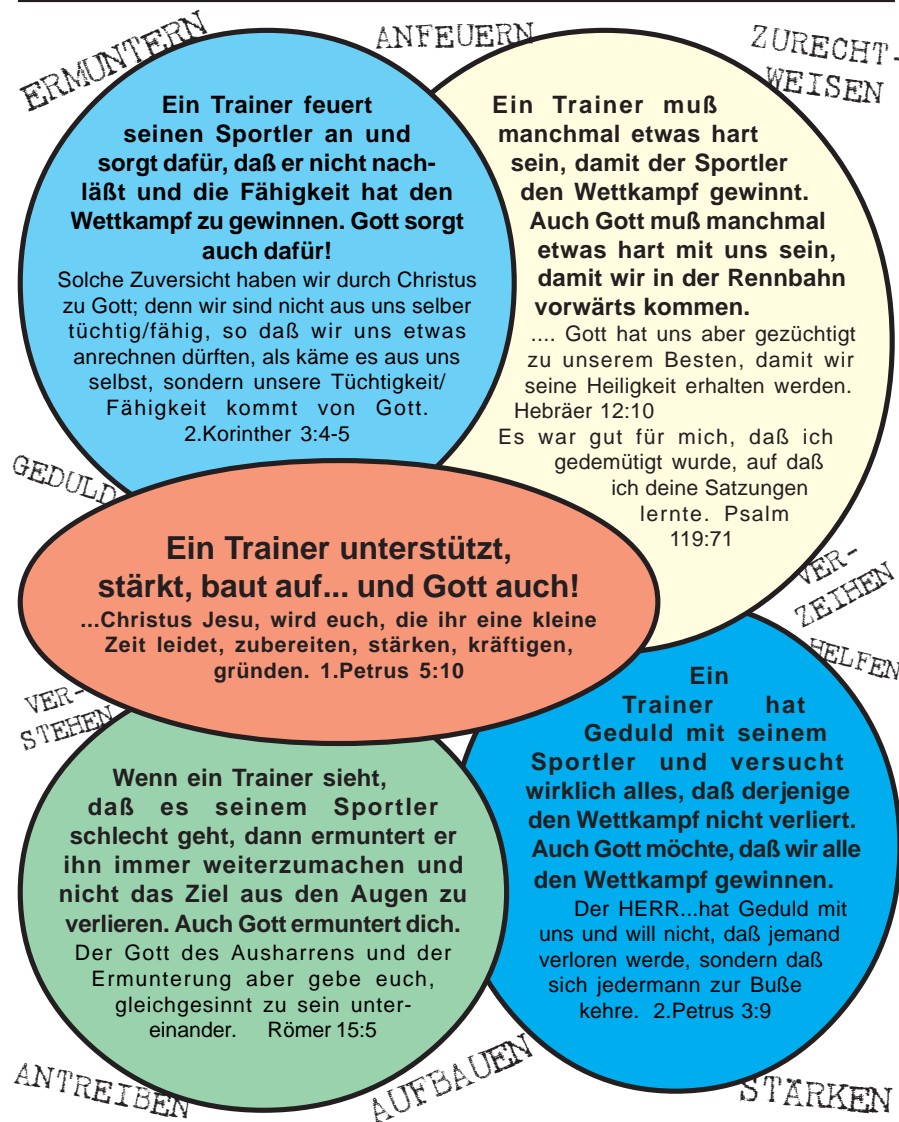 ERMUNTERN
ANFEUERN
ZURECHT-
WEISEN
Ein Trainer feuert
seinen Sportler an und
sorgt dafür, daß er nicht nach-
läßt und die Fähigkeit hat den
Wettkampf zu gewinnen. Gott sorgt
auch dafür!
Solche Zuversicht haben wir durch Christus
zu Gott; denn wir sind nicht aus uns selber
tüchtig/fähig, so daß wir uns etwas
anrechnen dürften, als käme es aus uns
selbst, sondern unsere Tüchtigkeit/
Fähigkeit kommt von Gott.
2.Korinther 3:4-5
Ein Trainer muß
manchmal etwas hart
sein, damit der Sportler
den Wettkampf gewinnt.
Auch Gott muß manchmal
etwas hart mit uns sein,
damit wir in der Rennbahn
vorwärts kommen.
.... Gott hat uns aber gezüchtigt
zu unserem Besten, damit wir
seine Heiligkeit erhalten werden.
Hebräer 12:10
Es war gut für mich, daß ich
gedemütigt wurde, auf daß
ich deine Satzungen
lernte. Psalm
119:71
GEDULD
Ein Trainer unterstützt,
stärkt, baut auf... und Gott auch!
...Christus Jesu, wird euch, die ihr eine kleine
Zeit leidet, zubereiten, stärken, kräftigen,
gründen. 1.Petrus 5:10
VER-
ZEIHEN
HELFEN
VER-
STEHEN
Wenn ein Trainer sieht,
daß es seinem Sportler
schlecht geht, dann ermuntert er
ihn immer weiterzumachen und
nicht das Ziel aus den Augen zu
verlieren. Auch Gott ermuntert dich.
Der Gott des Ausharrens und der
Ermunterung aber gebe euch,
gleichgesinnt zu sein unter-
einander. Römer 15:5
Ein
Trainer hat
Geduld mit seinem
Sportler und versucht
wirklich alles, daß derjenige
den Wettkampf nicht verliert.
Auch Gott möchte, daß wir alle
den Wettkampf gewinnen.
Der HERR...hat Geduld mit
uns und will nicht, daß jemand
verloren werde, sondern daß
sich jedermann zur Buße
kehre. 2.Petrus 3:9
ANTREIBEN
AUFBAUEN
STÄRKEN